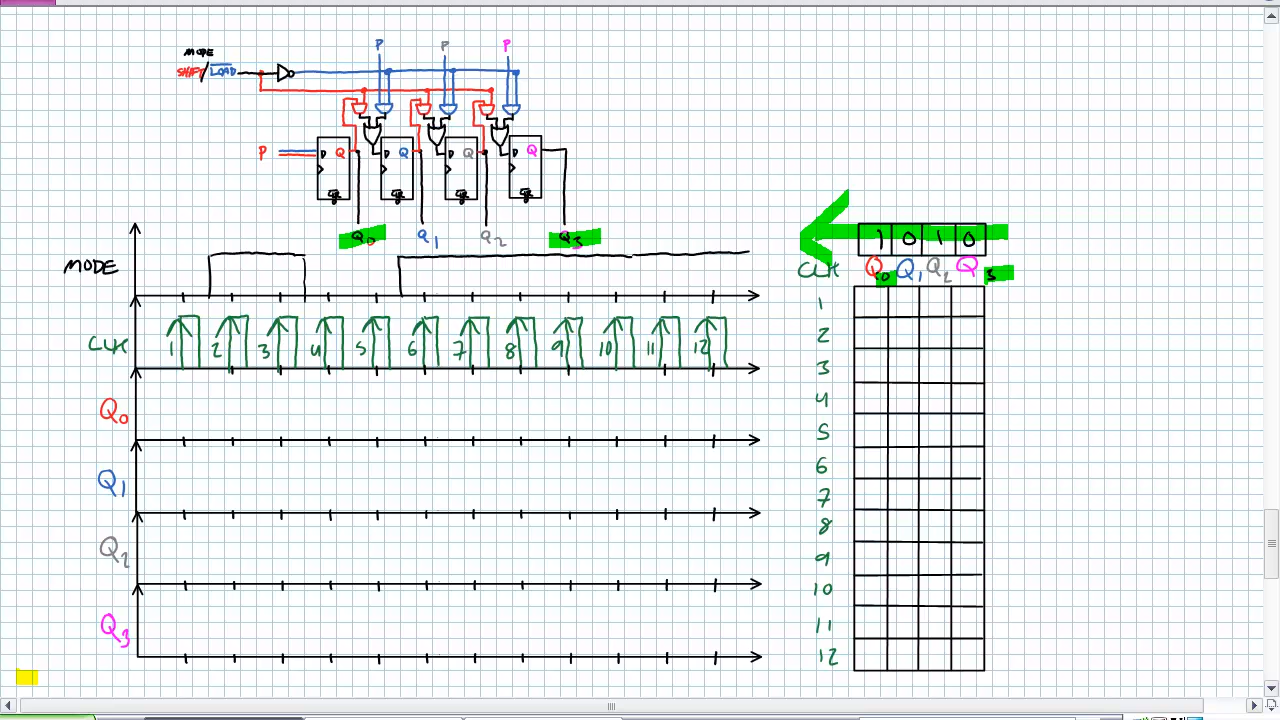 MODE
SHIFT/LOAD
P P P
P D Q D Q D Q D Q
Q0 Q1 Q2 Q3
1 0 1 0
MODE
CLK Q0 Q1 Q2 Q3
CLK 1 2 3 4 5 6 7 8 9 10 11 12
Q0
Q1
Q2
Q3
1
2
3
4
5
6
7
8
9
10
11
12